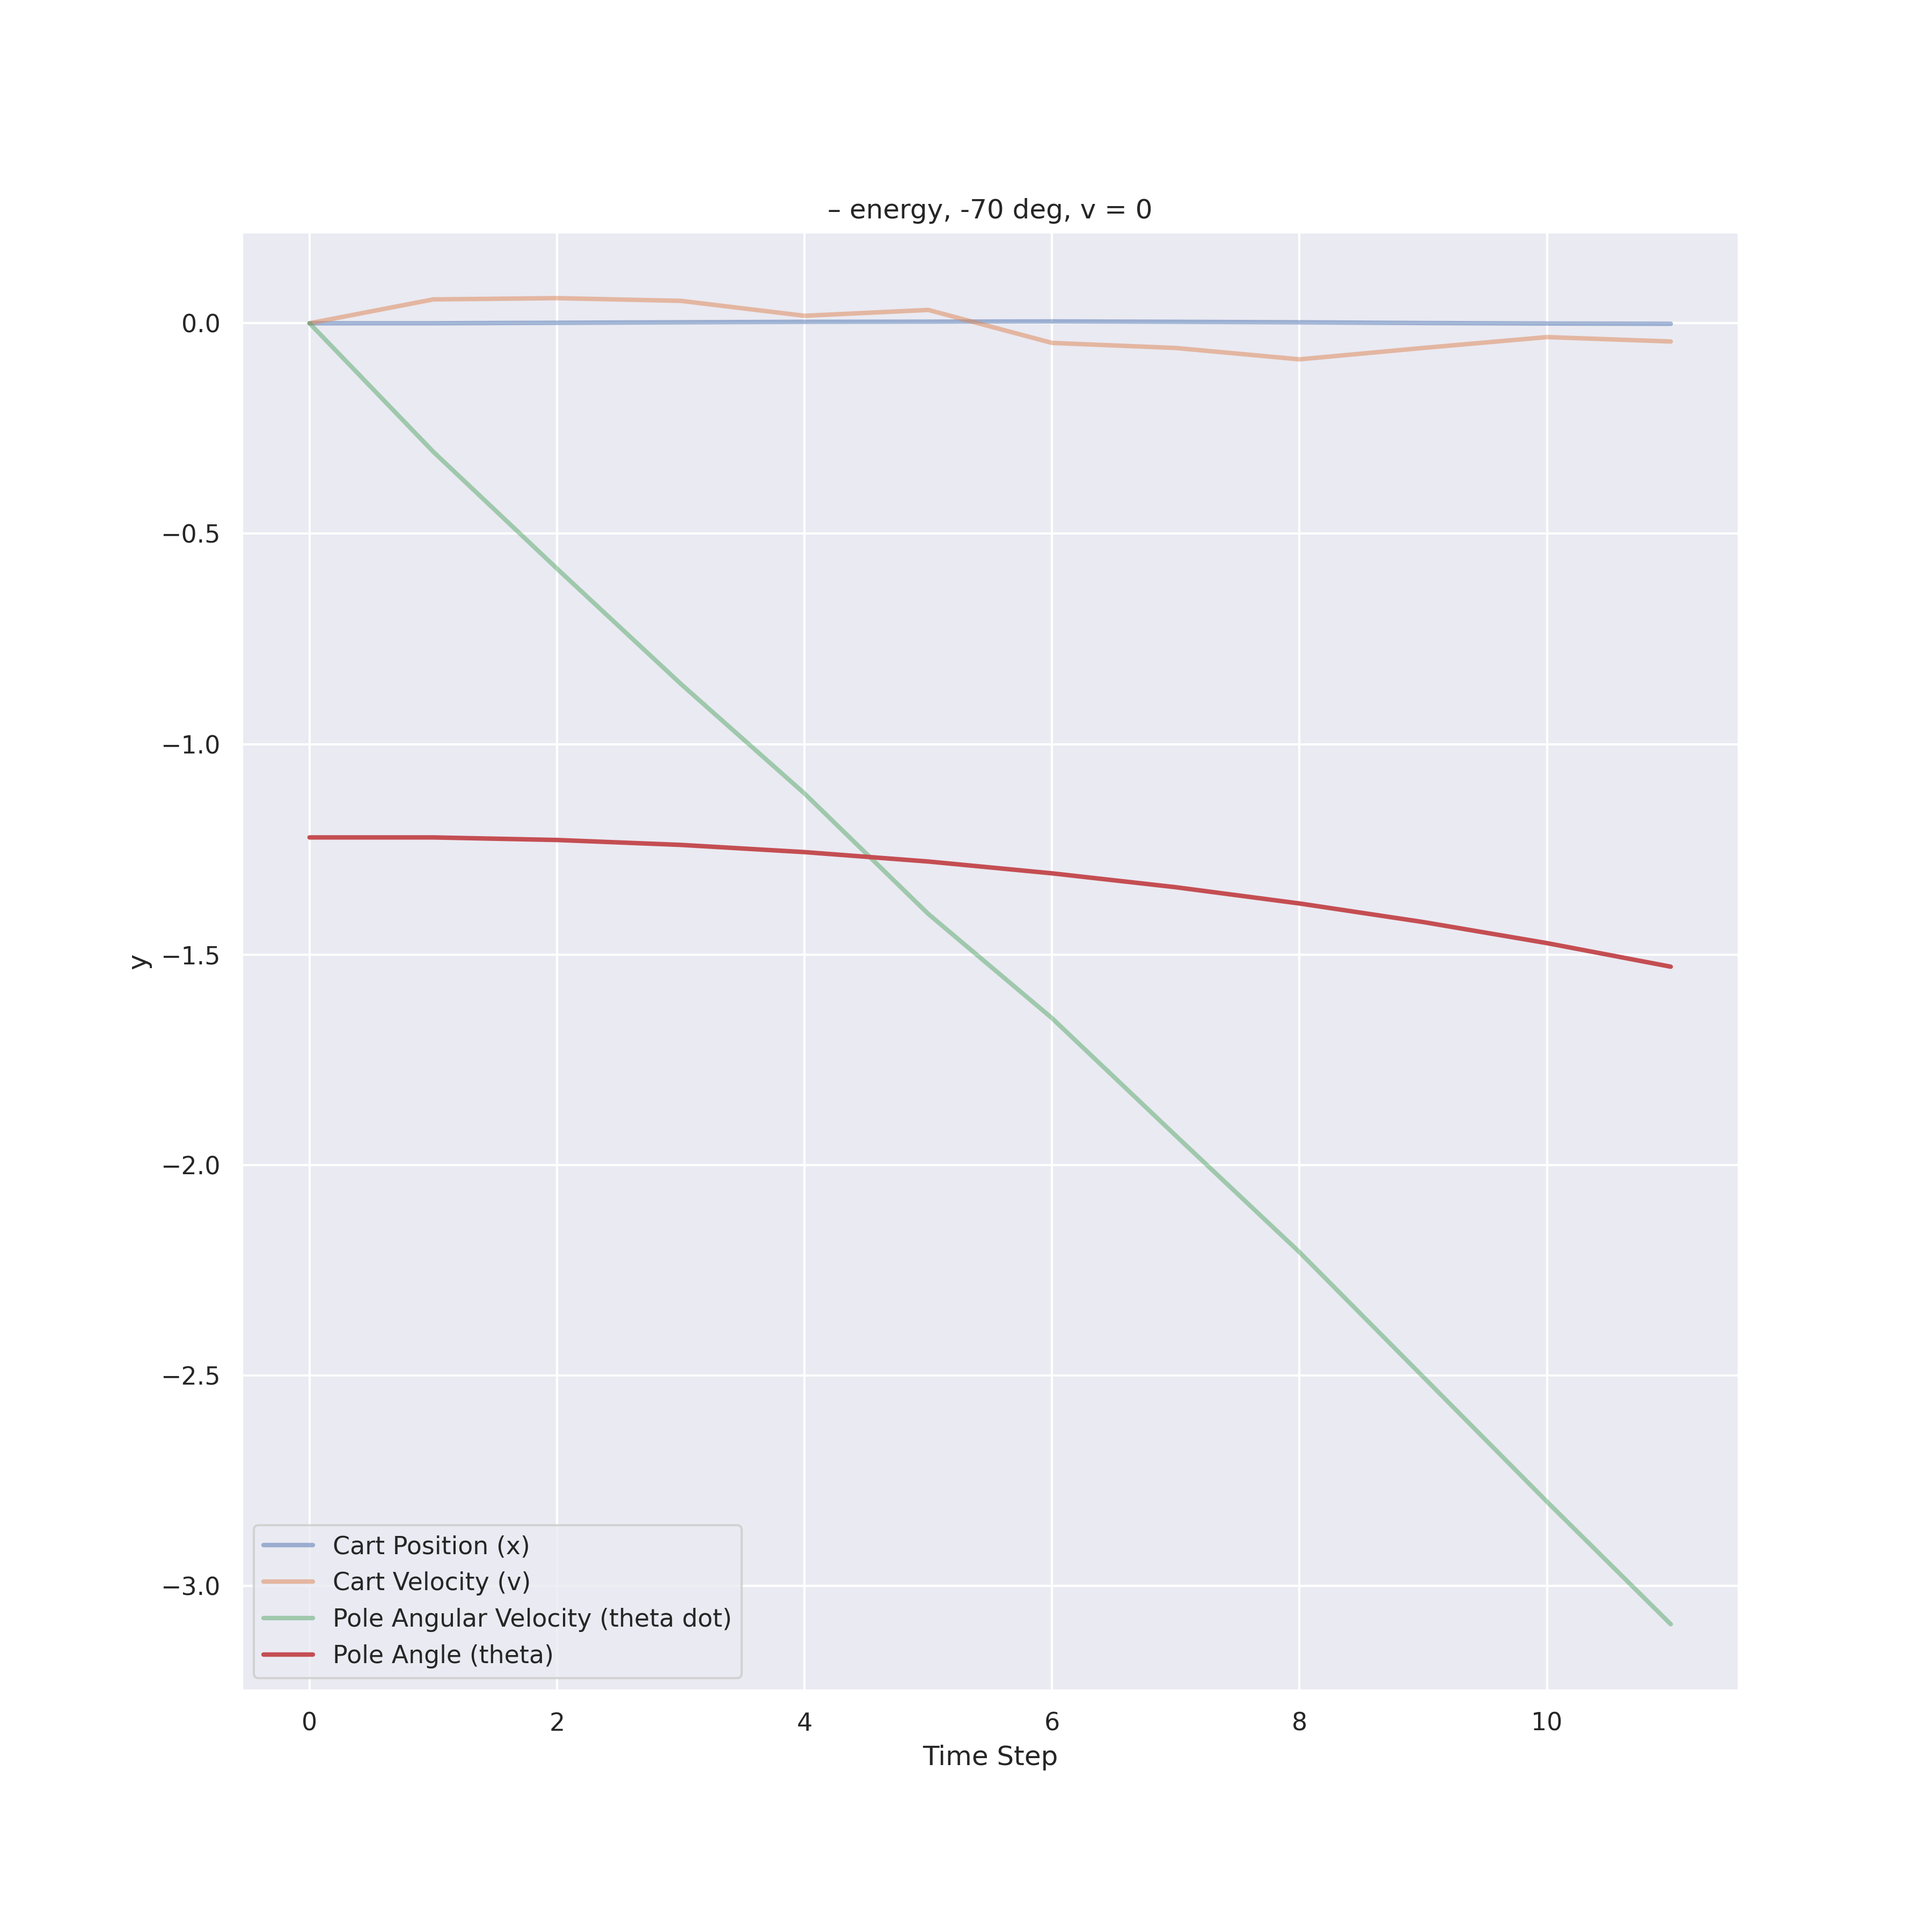 – energy, -70 deg, v = 0
y
0.0
−0.5
−1.0
−1.5
−2.0
−2.5
−3.0
Cart Position (x)
Cart Velocity (v)
Pole Angular Velocity (theta dot)
Pole Angle (theta)
0 2 4 6 8 10
Time Step